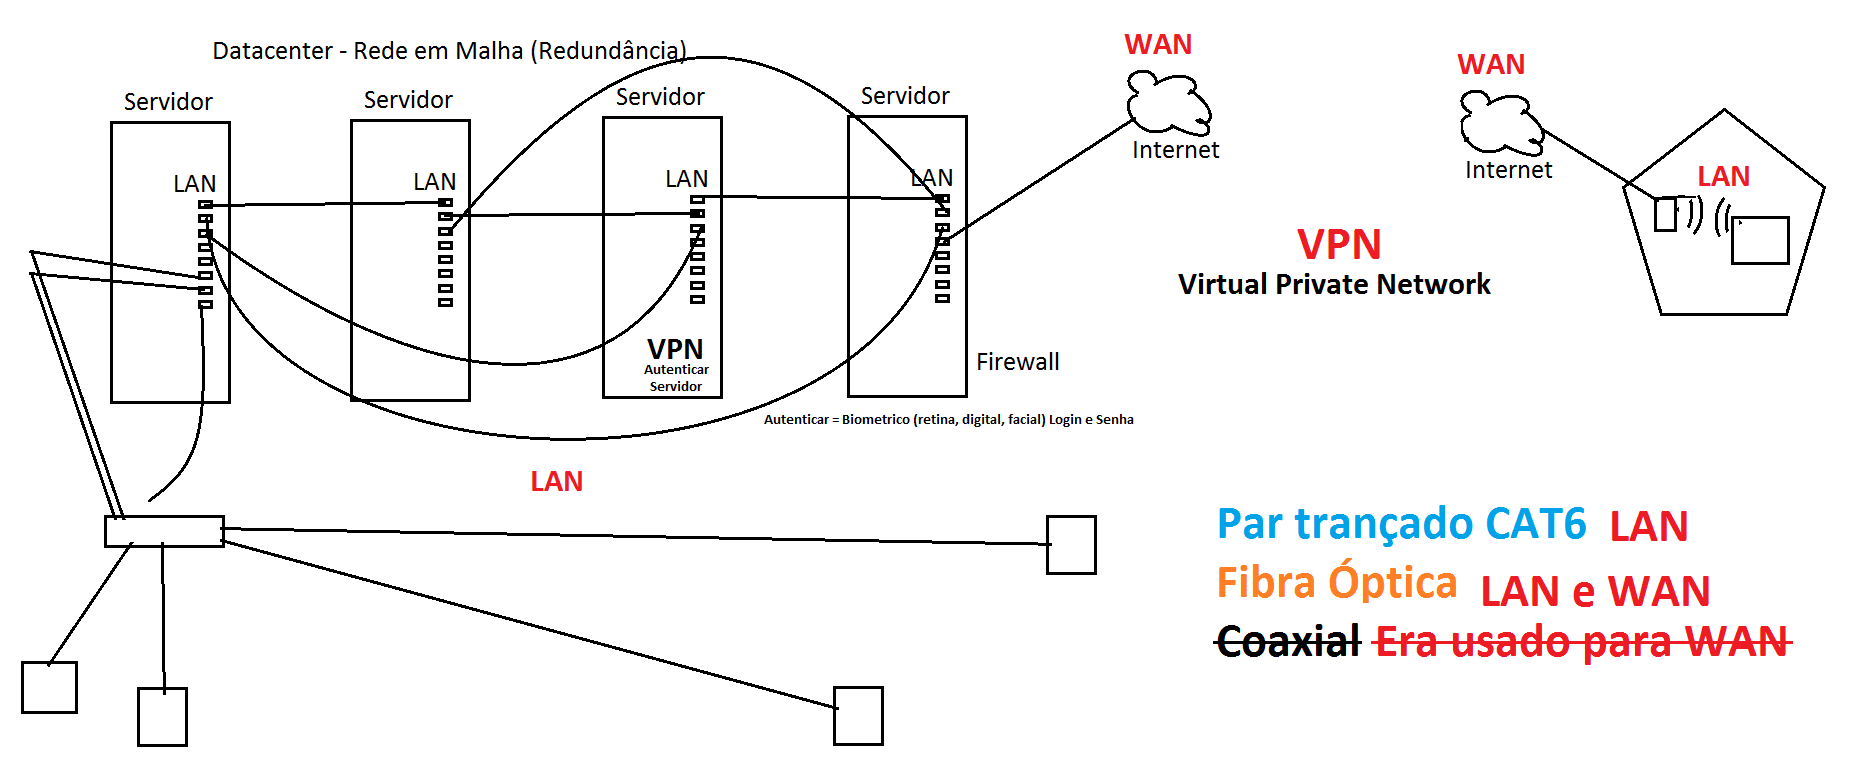 Datacenter - Rede em Malha (Redundância)
WAN
WAN
Servidor
Servidor
Servidor
Servidor
Internet
Internet
LAN
LAN
LAN
LAN
LAN
VPN
Virtual Private Network
VPN
Autenticar
Servidor
Firewall
Autenticar = Biometrico (retina, digital, facial) Login e Senha
LAN
Par trançado CAT6 LAN
Fibra Óptica LAN e WAN
Coaxial Era usado para WAN